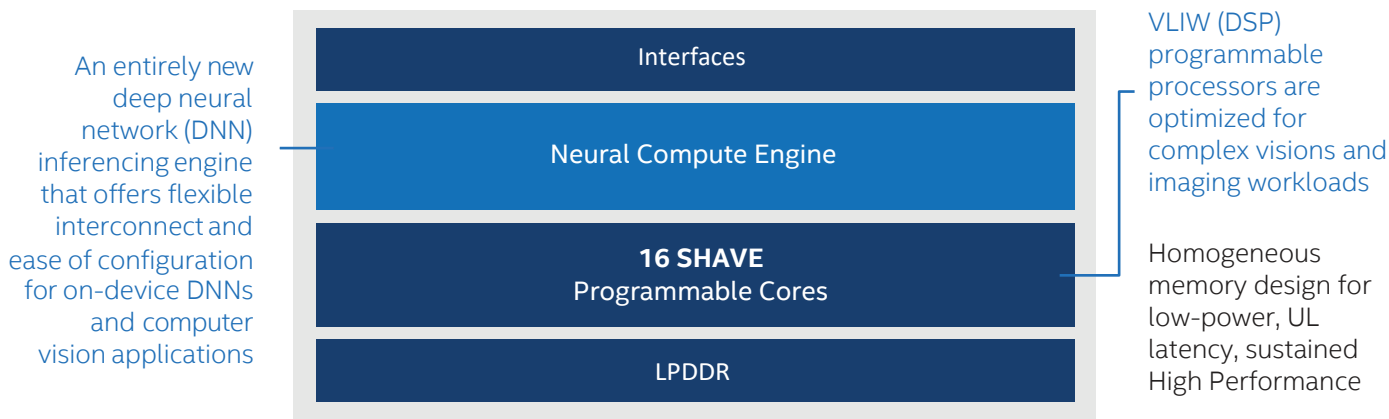 An entirely new
deep neural
network (DNN)
inferencing engine
that offers flexible
interconnect and
ease of configuration
for on-device DNNs
and computer
vision applications
Interfaces
Neural Compute Engine
16 SHAVE
Programmable Cores
LPDDR
VLIW (DSP)
programmable
processors are
optimized for
complex visions and
imaging workloads
Homogeneous
memory design for
low-power, UL
latency, sustained
High Performance